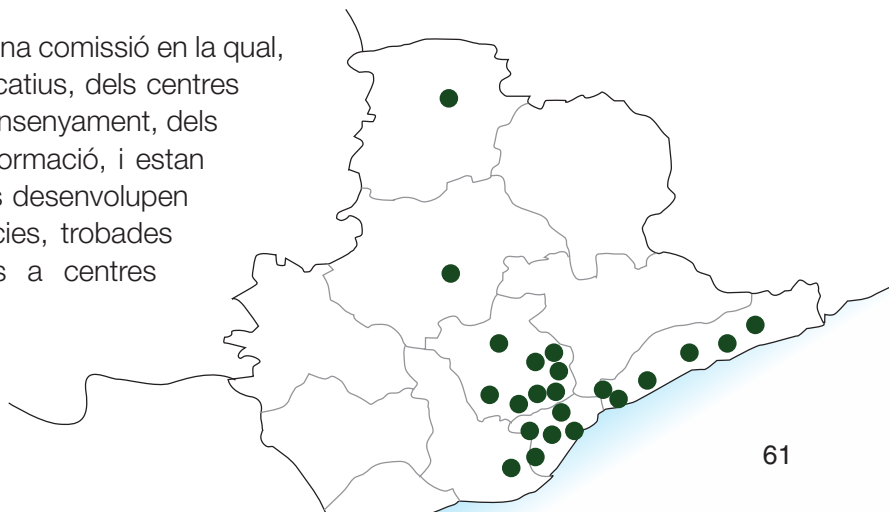 na comissió en la qual,
catius, dels centres
nsenyament, dels
ormació, i estan
s desenvolupen
cies, trobades
s a centres
61